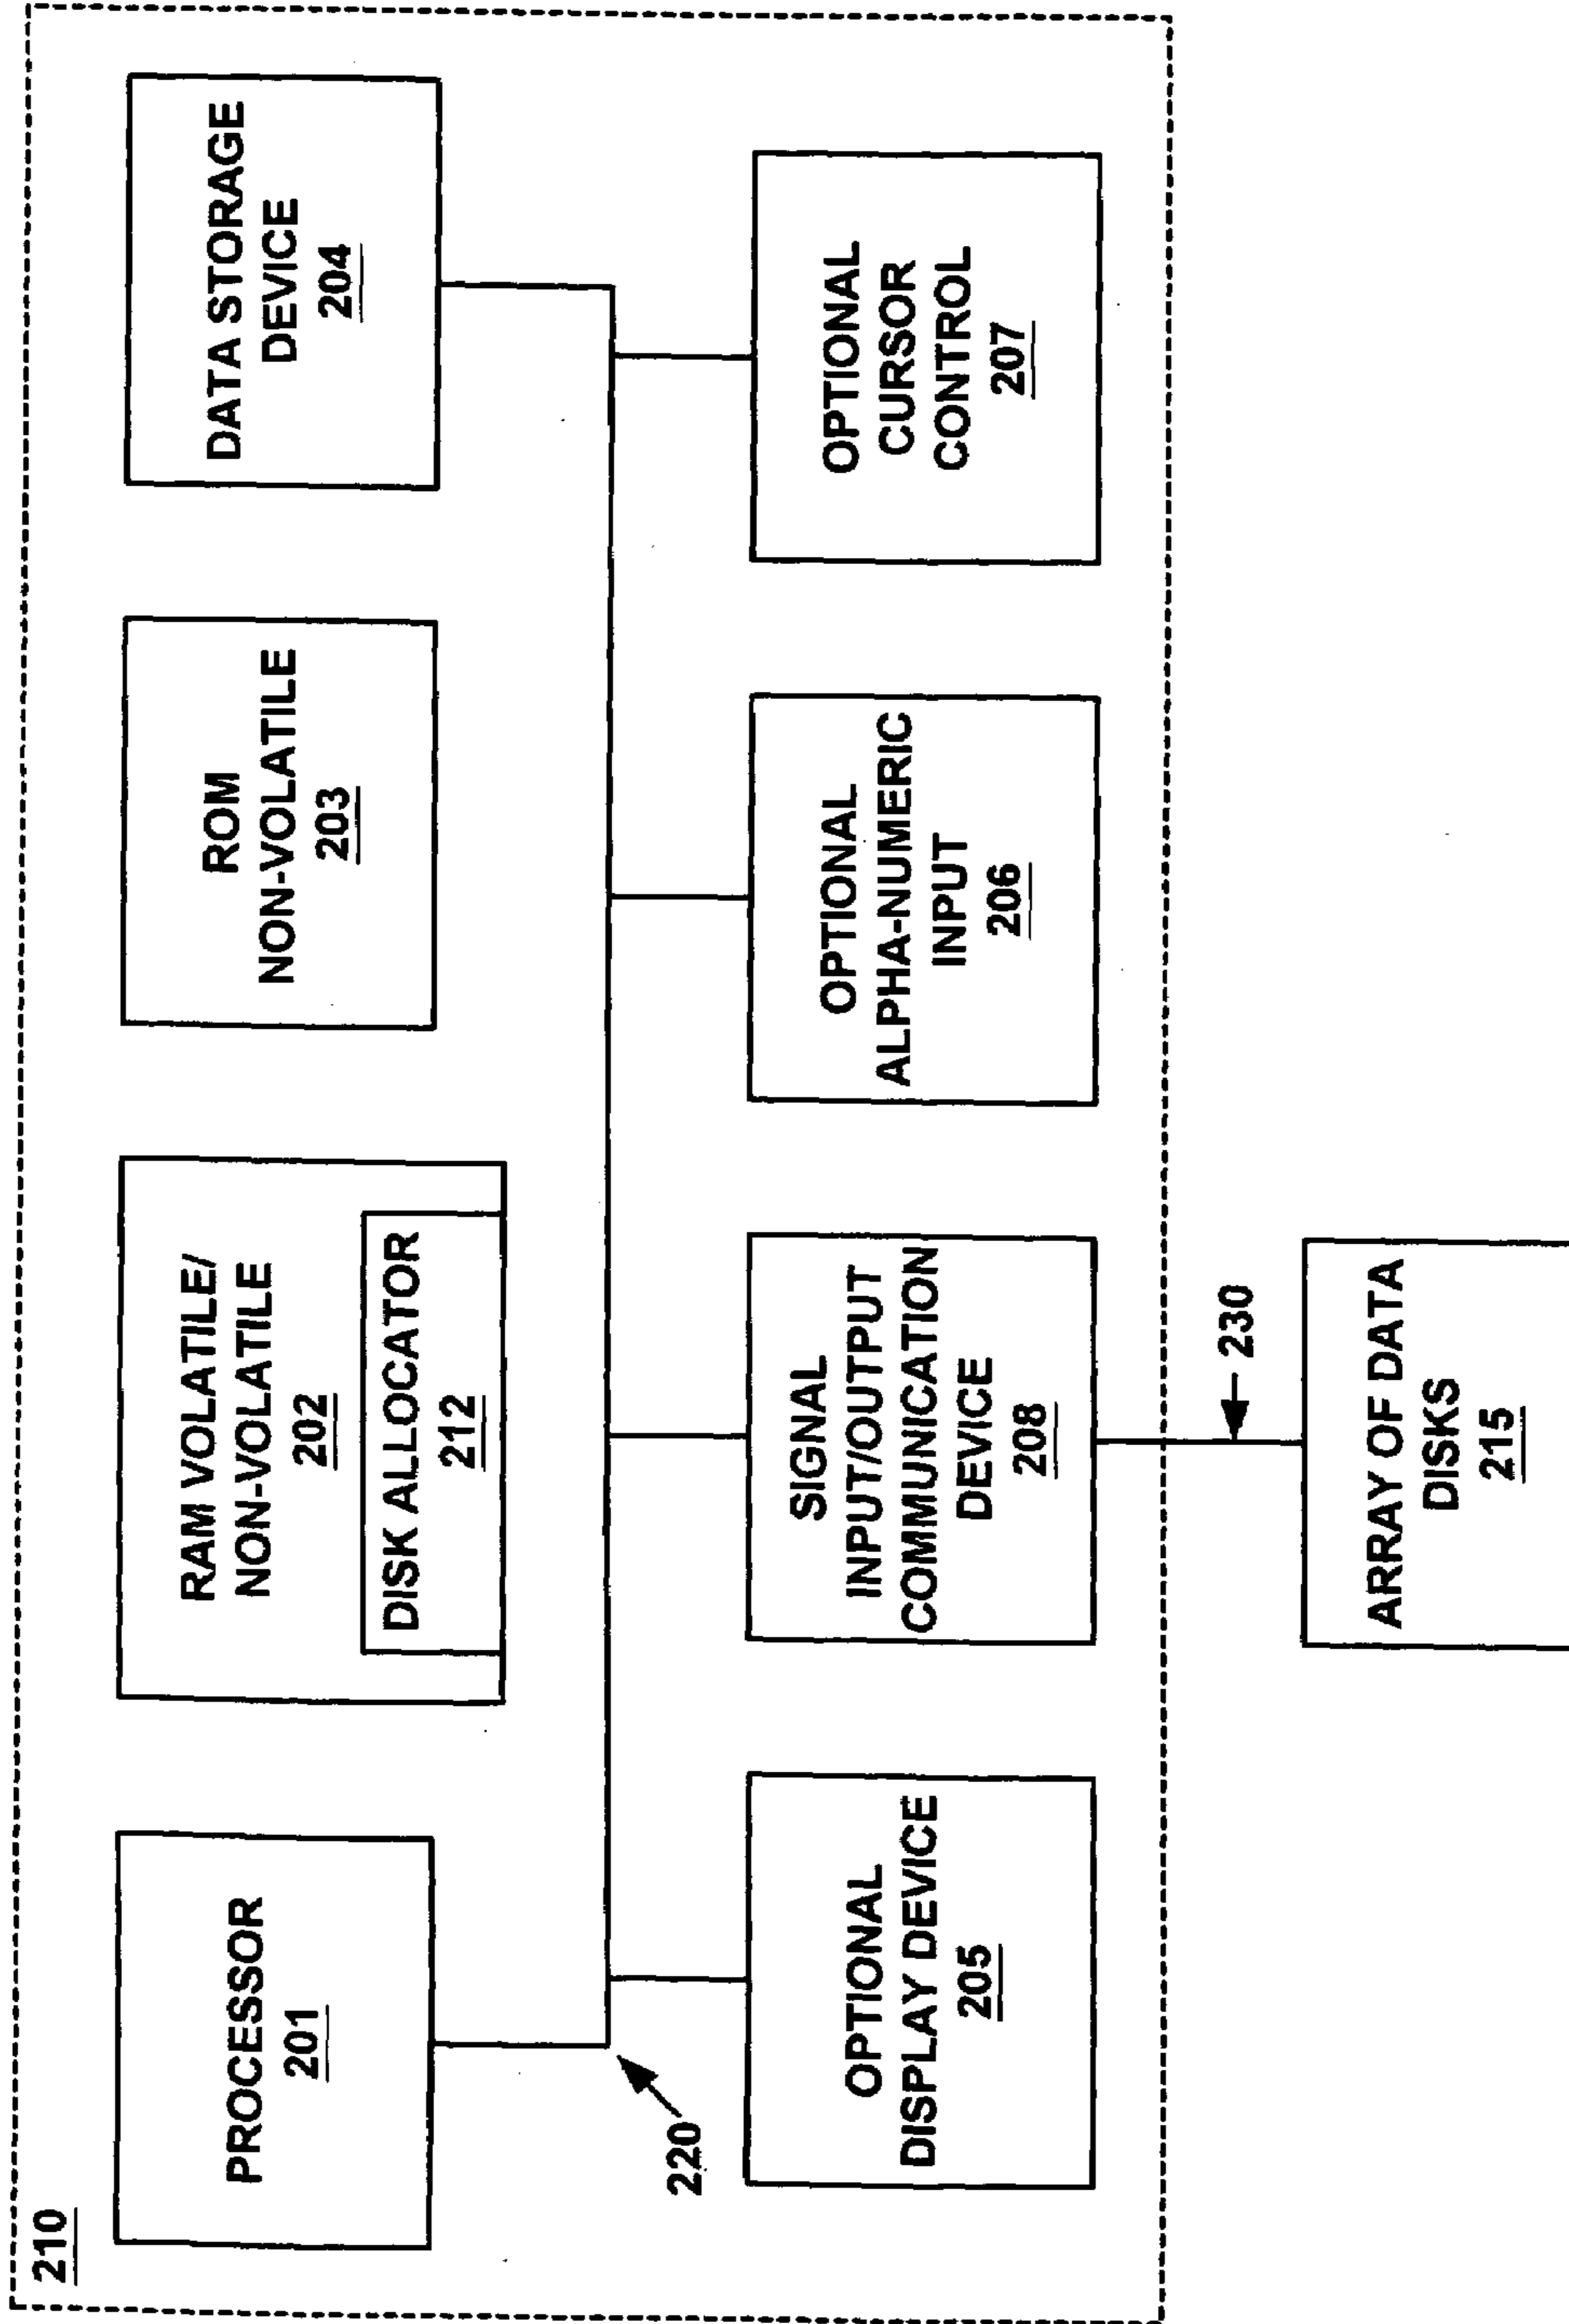 210
PROCESSOR
201
RAM VOLATILE/
NON-VOLATILE
202
DISK ALLOCATOR
212
ROM
NON-VOLATILE
203
DATA STORAGE
DEVICE
204
220
OPTIONAL
DISPLAY DEVICE
205
SIGNAL
INPUT/OUTPUT
COMMUNICATION
DEVICE
208
OPTIONAL
ALPHA-NUMERIC
INPUT
206
OPTIONAL
CURSOR
CONTROL
207
230
ARRAY OF DATA
DISKS
215